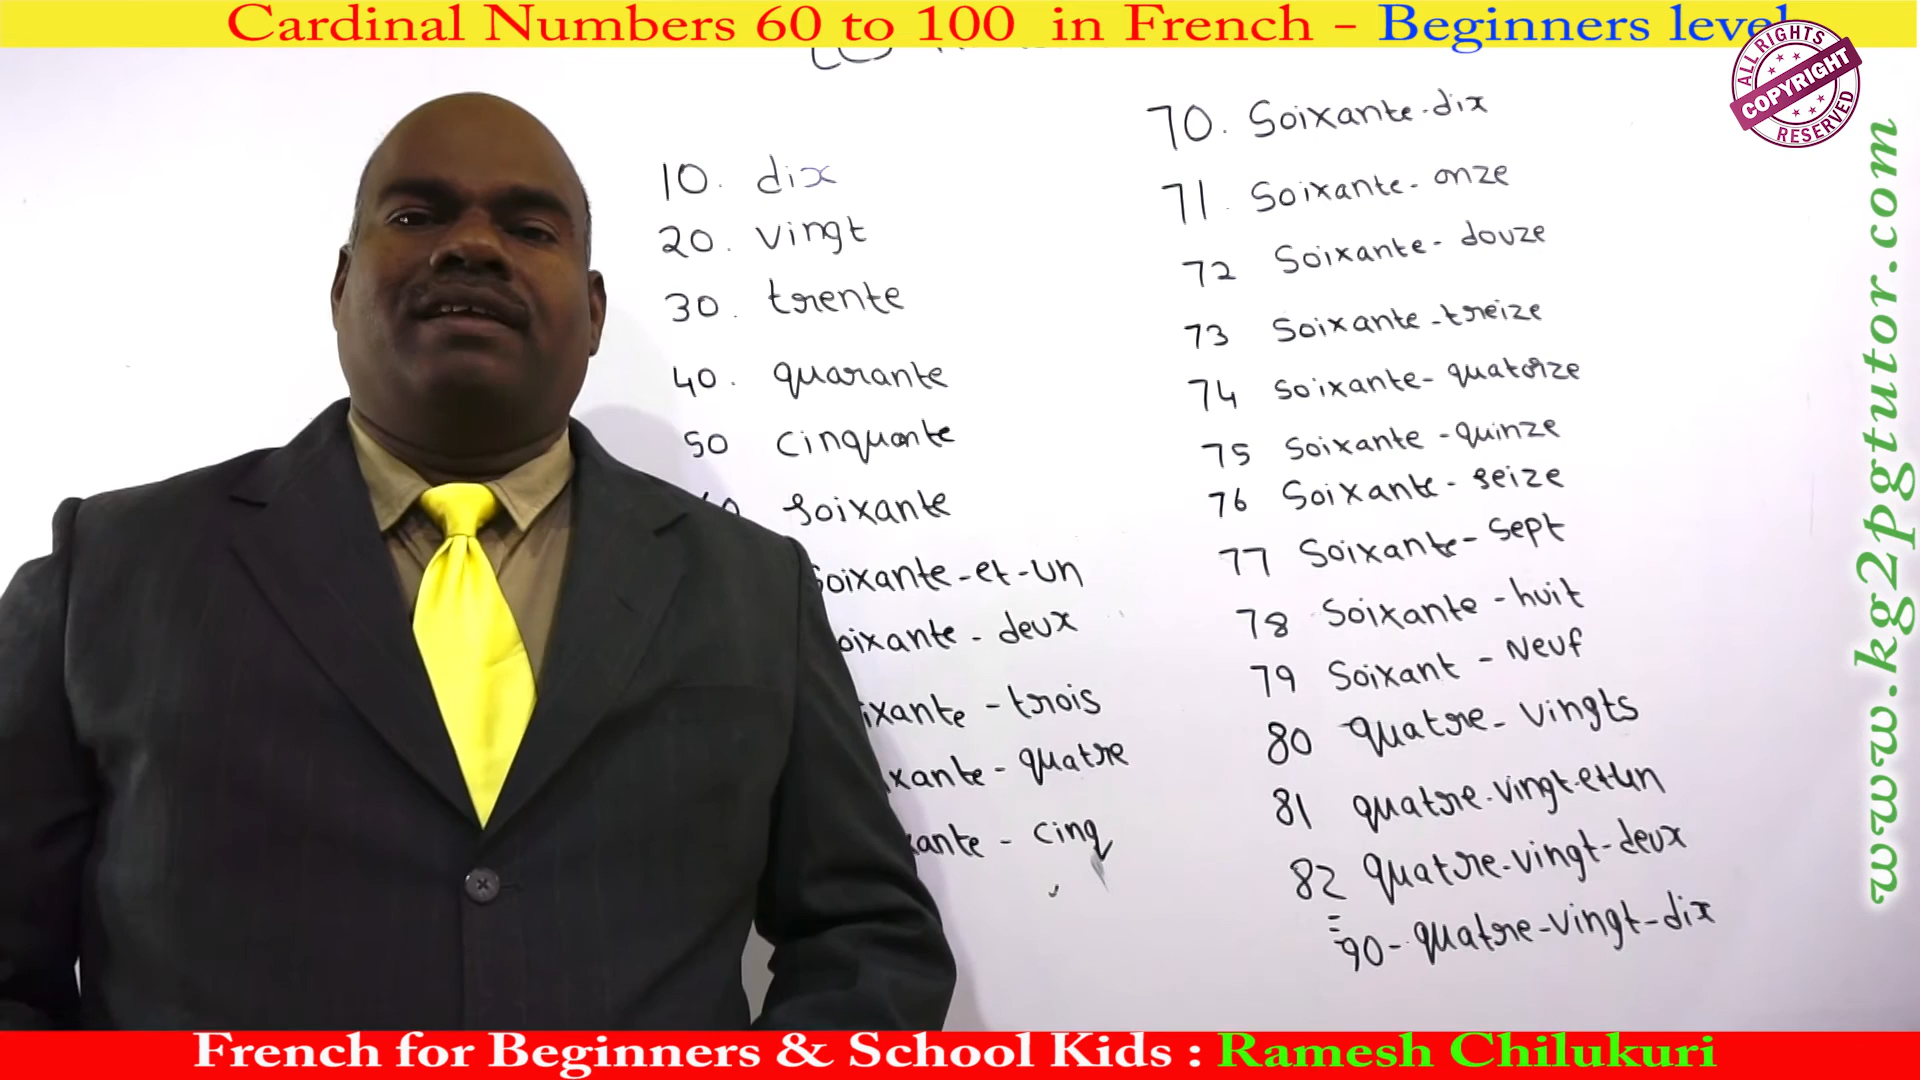 Cardinal Numbers 60 to 100 in French - Beginners level
ALL RIGHTS
COPYRIGHT
RESERVED
10. dix
20. vingt
30. trente
40. quarante
50 cinquante
soixante
soixante-et-un
oixante - deux
ixante - trois
xante - quatre
ante - cinq
70. Soixante-dix
71. Soixante- onze
72 Soixante- douze
73 Soixante -treize
74 Soixante- quatorze
75 Soixante -quinze
76 Soixante- seize
77 Soixante- sept
78 Soixante -huit
79 Soixant - Neuf
80 quatre- vingts
81 quatre-vingt-et-un
82 quatre-vingt-deux
90- quatre-vingt-dix
www.kg2pgtutor.com
French for Beginners & School Kids : Ramesh Chilukuri